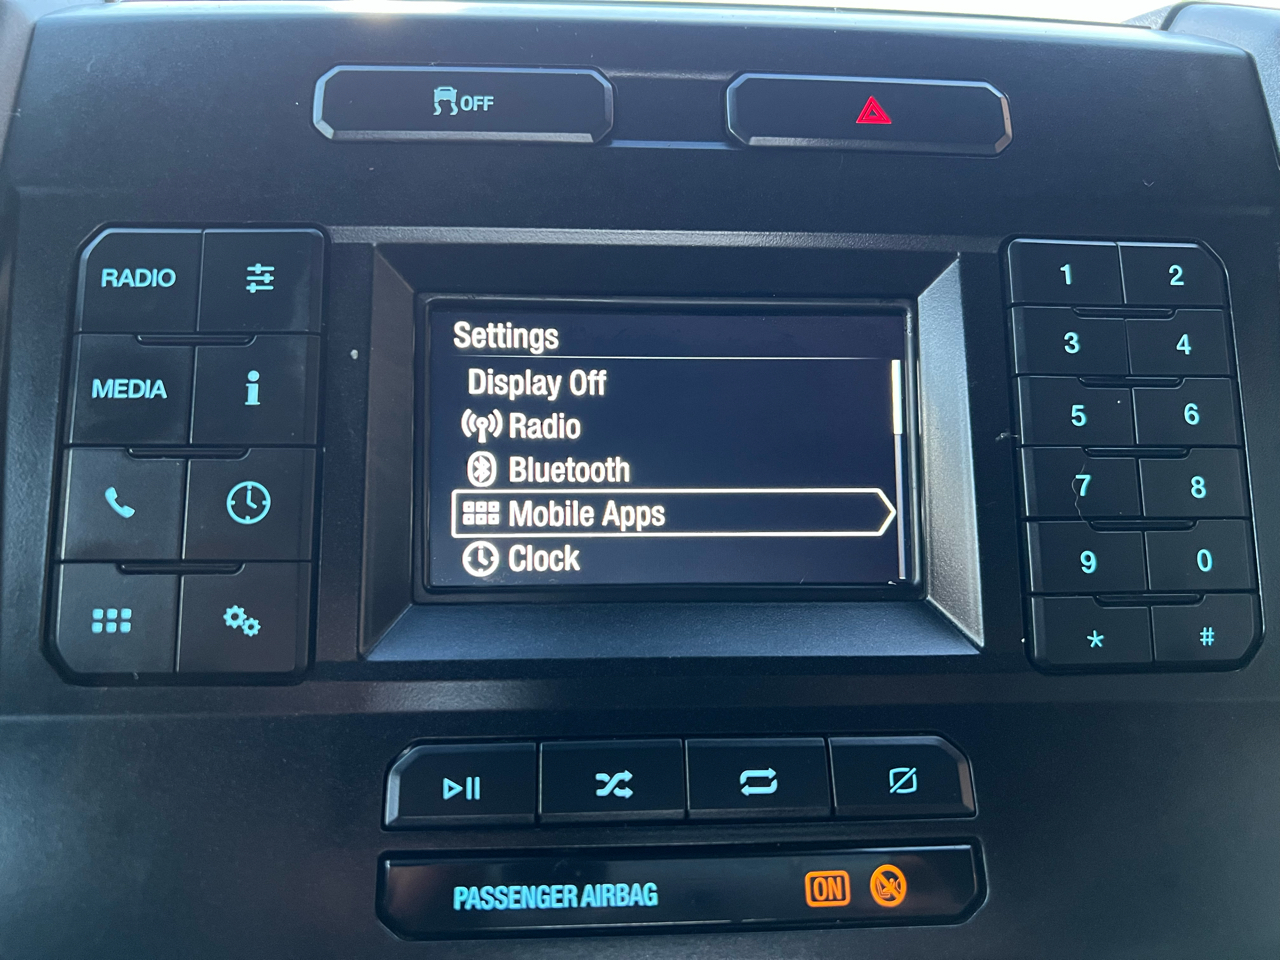 OFF
RADIO
MEDIA
Settings
Display Off
Radio
Bluetooth
Mobile Apps
Clock
1 2
3 4
5 6
7 8
9 0
* #
PASSENGER AIRBAG ON